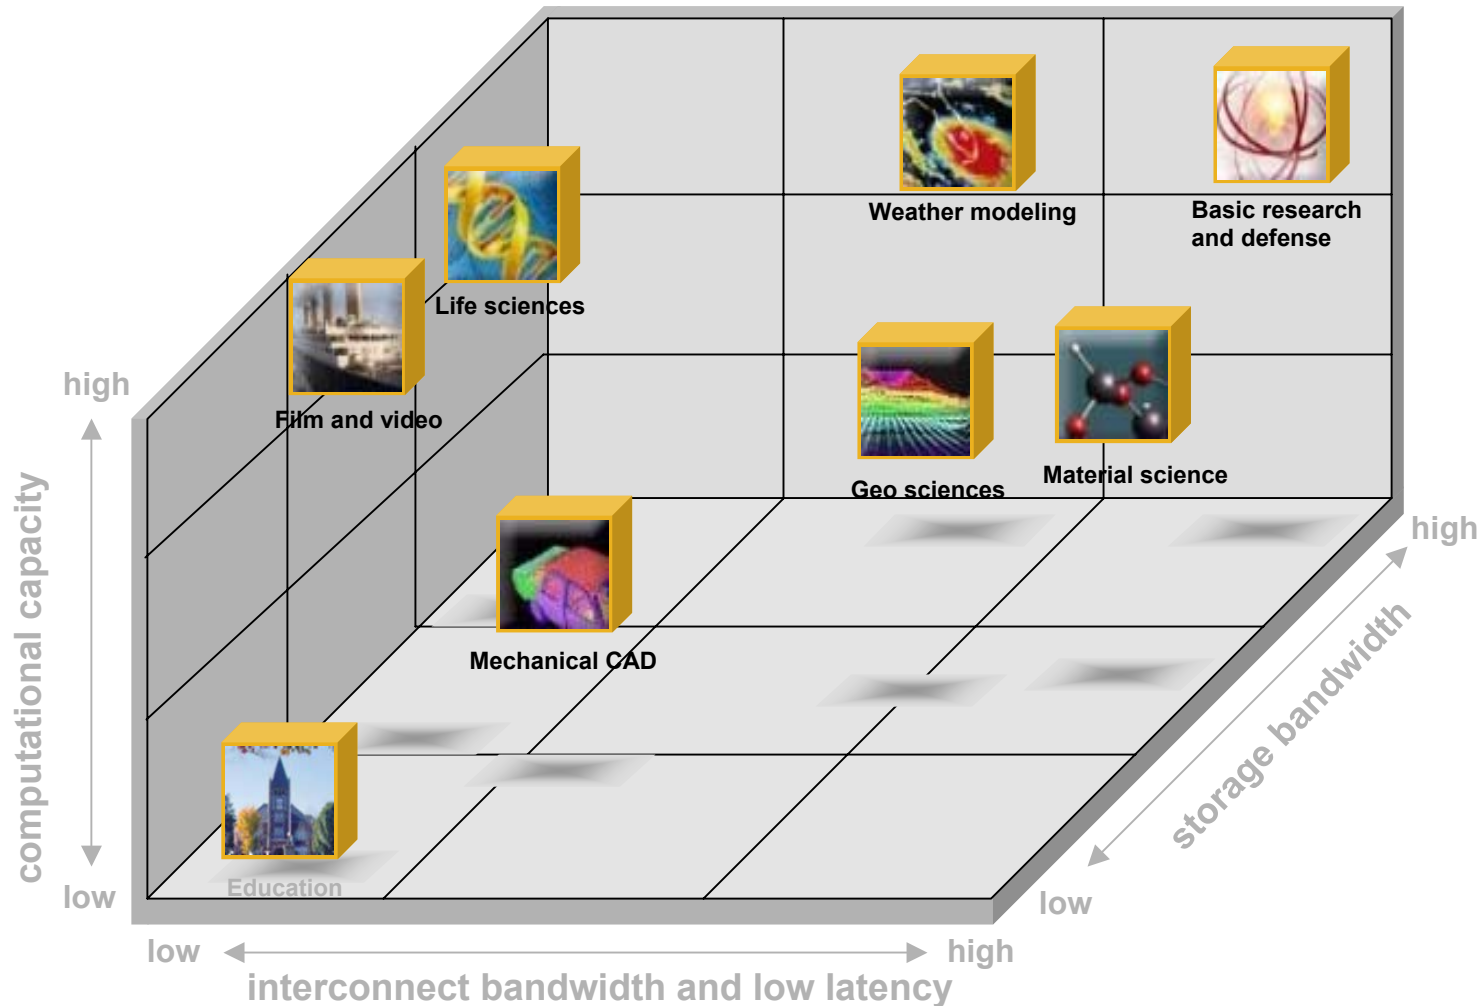 Weather modeling
Basic research
and defense
Life sciences
high
Film and video
Geo sciences
Material science
high
Mechanical CAD
computational capacity
storage bandwidth
Education
low
low
low
high
interconnect bandwidth and low latency